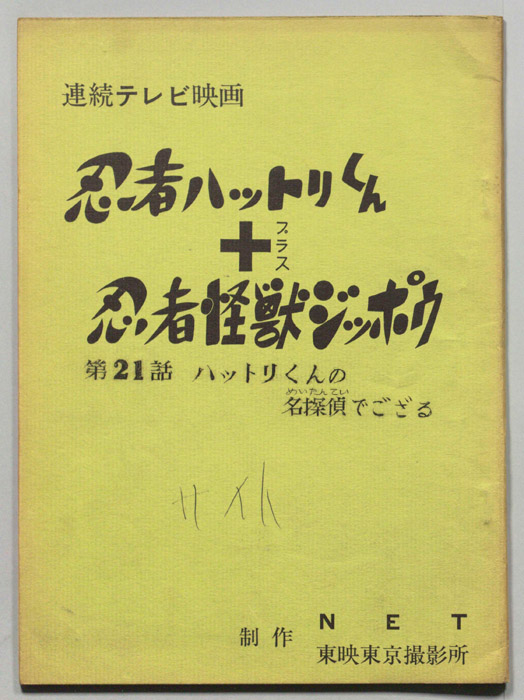 連続テレビ映画
忍者ハットリくん
+
プラス
忍者怪獣ジッポウ
第21話 ハットリくんの
めいたんてい
名探偵でござる
制作 NET
東映東京撮影所